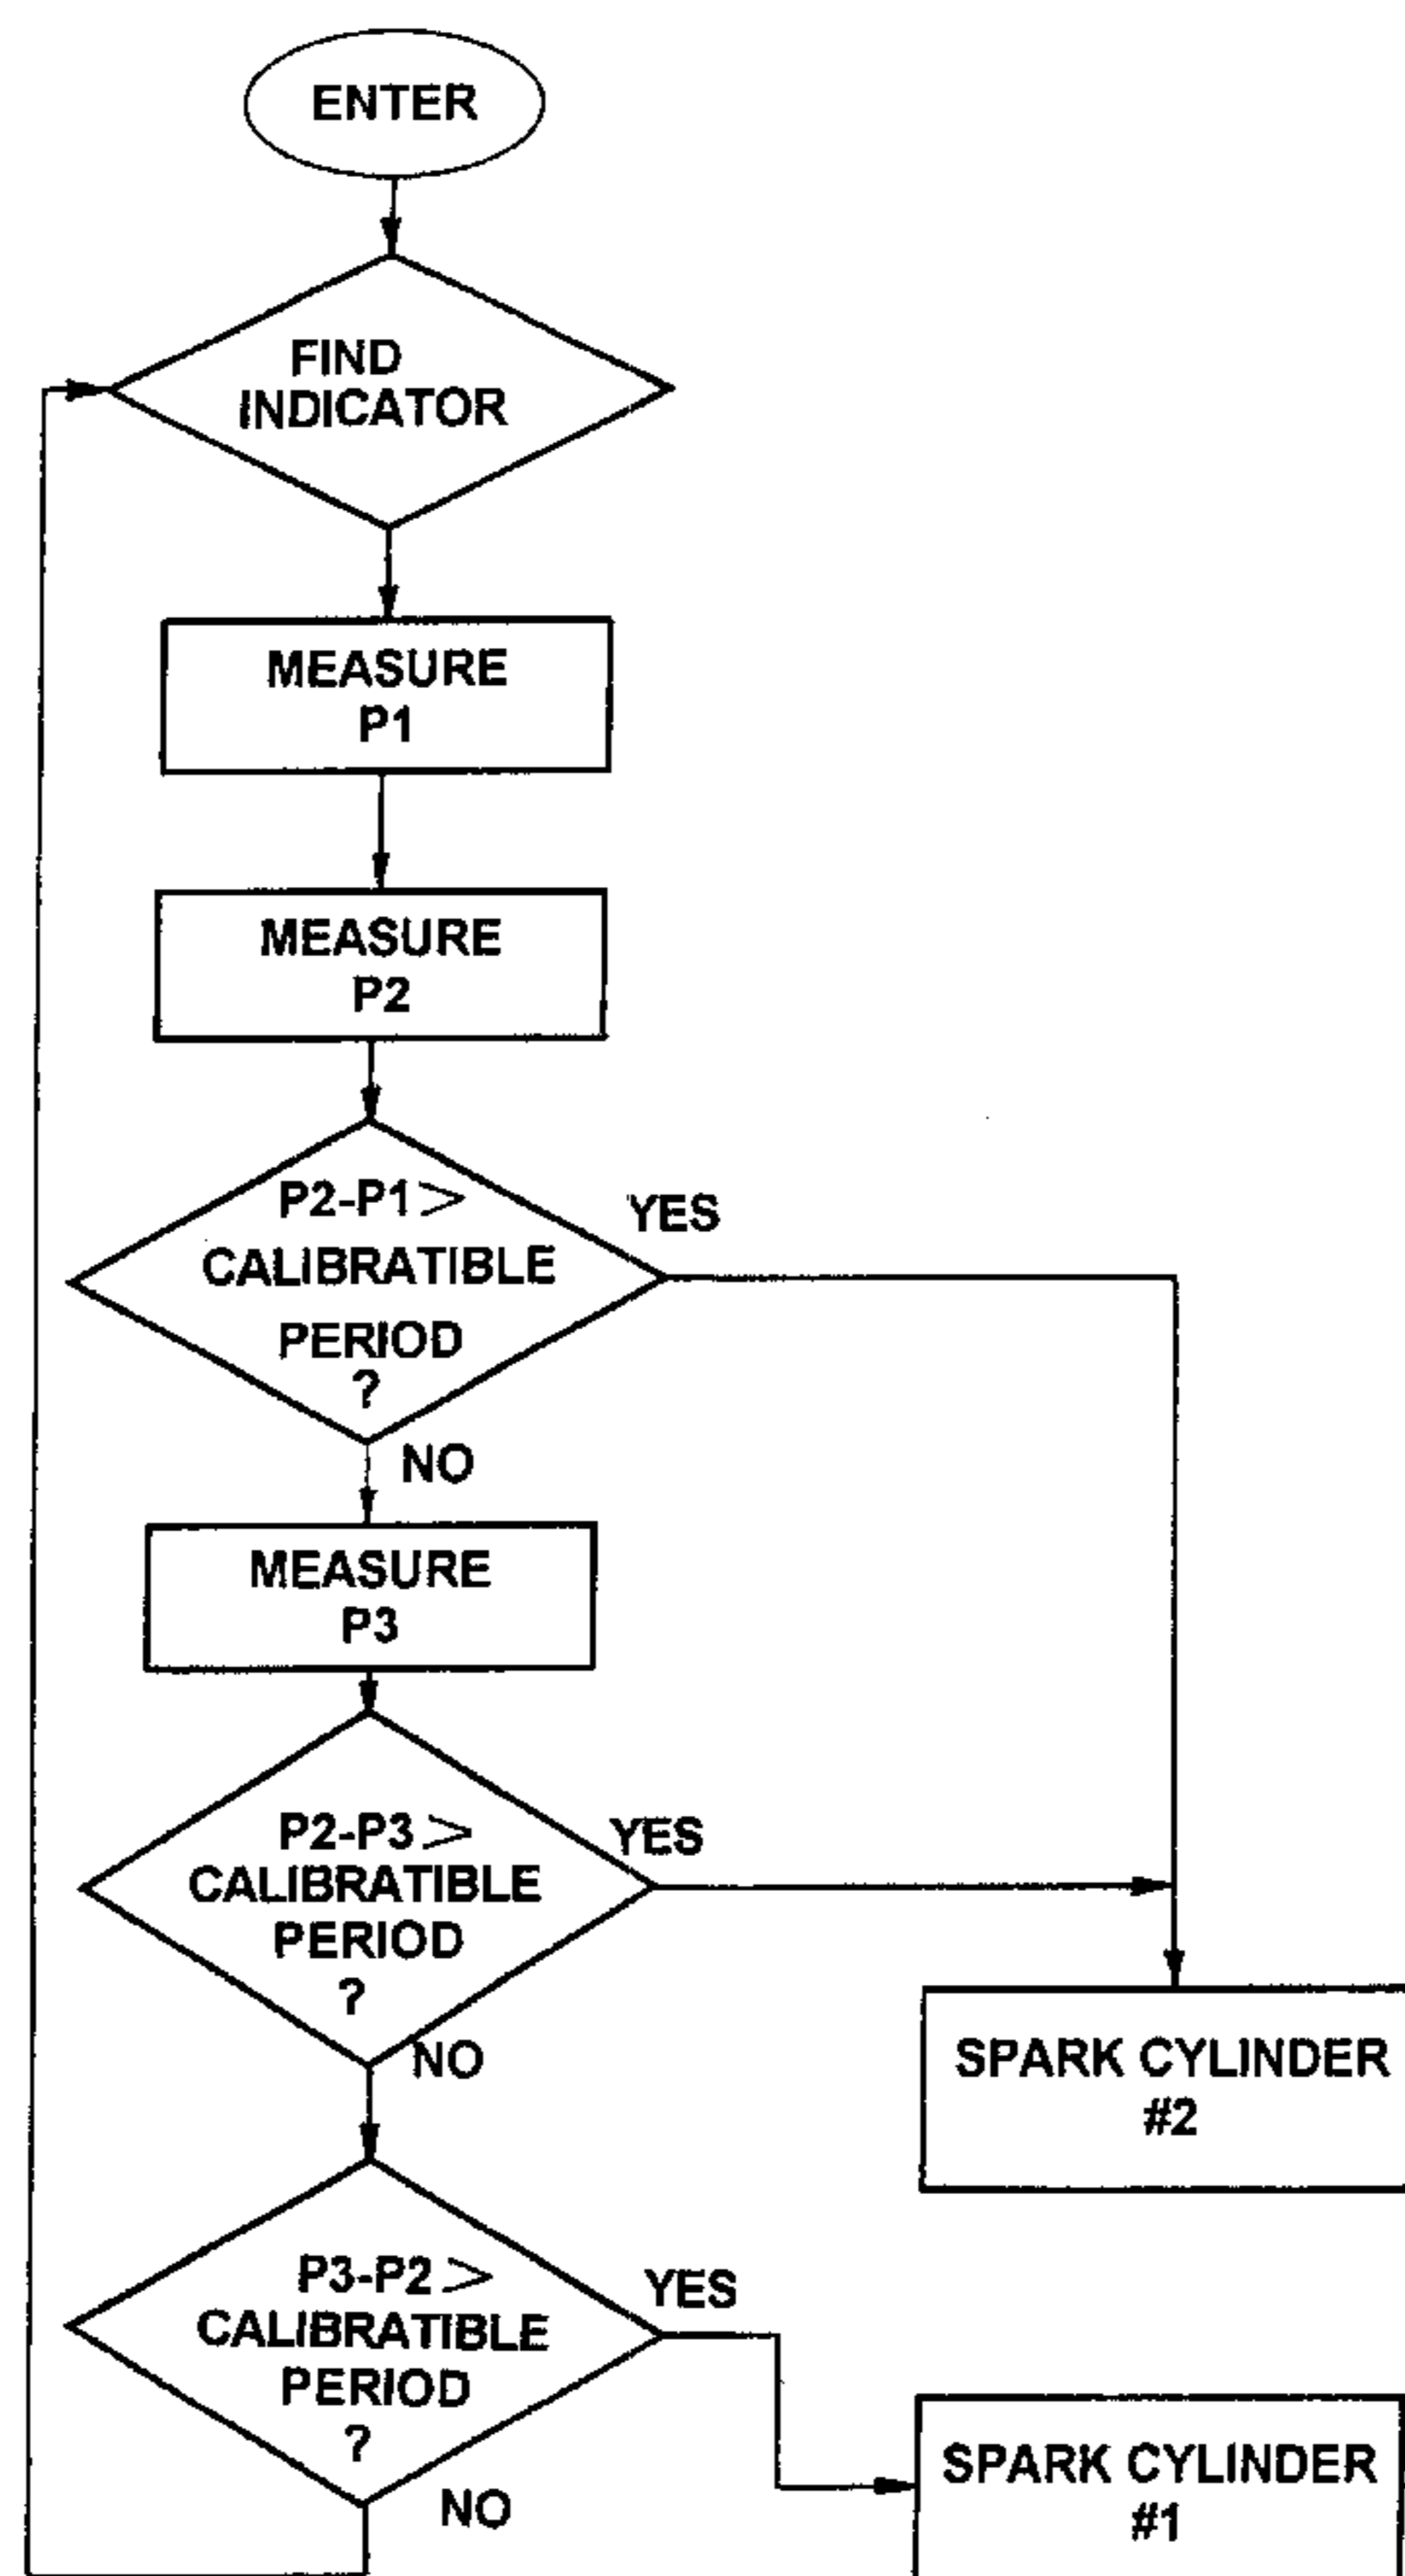 ENTER
FIND
INDICATOR
MEASURE
P1
MEASURE
P2
P2-P1>
CALIBRATIBLE
PERIOD
?
YES
NO
MEASURE
P3
P2-P3>
CALIBRATIBLE
PERIOD
?
YES
NO
SPARK CYLINDER
#2
P3-P2>
CALIBRATIBLE
PERIOD
?
YES
NO
SPARK CYLINDER
#1